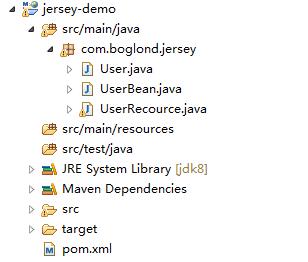 jersey-demo
src/main/java
com.boglond.jersey
User.java
UserBean.java
UserRecource.java
src/main/resources
src/test/java
JRE System Library [jdk8]
Maven Dependencies
src
target
pom.xml